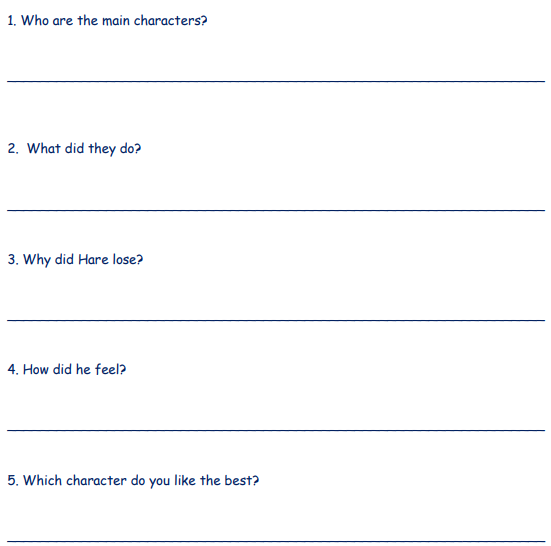 1. Who are the main characters?
2. What did they do?
3. Why did Hare lose?
4. How did he feel?
5. Which character do you like the best?